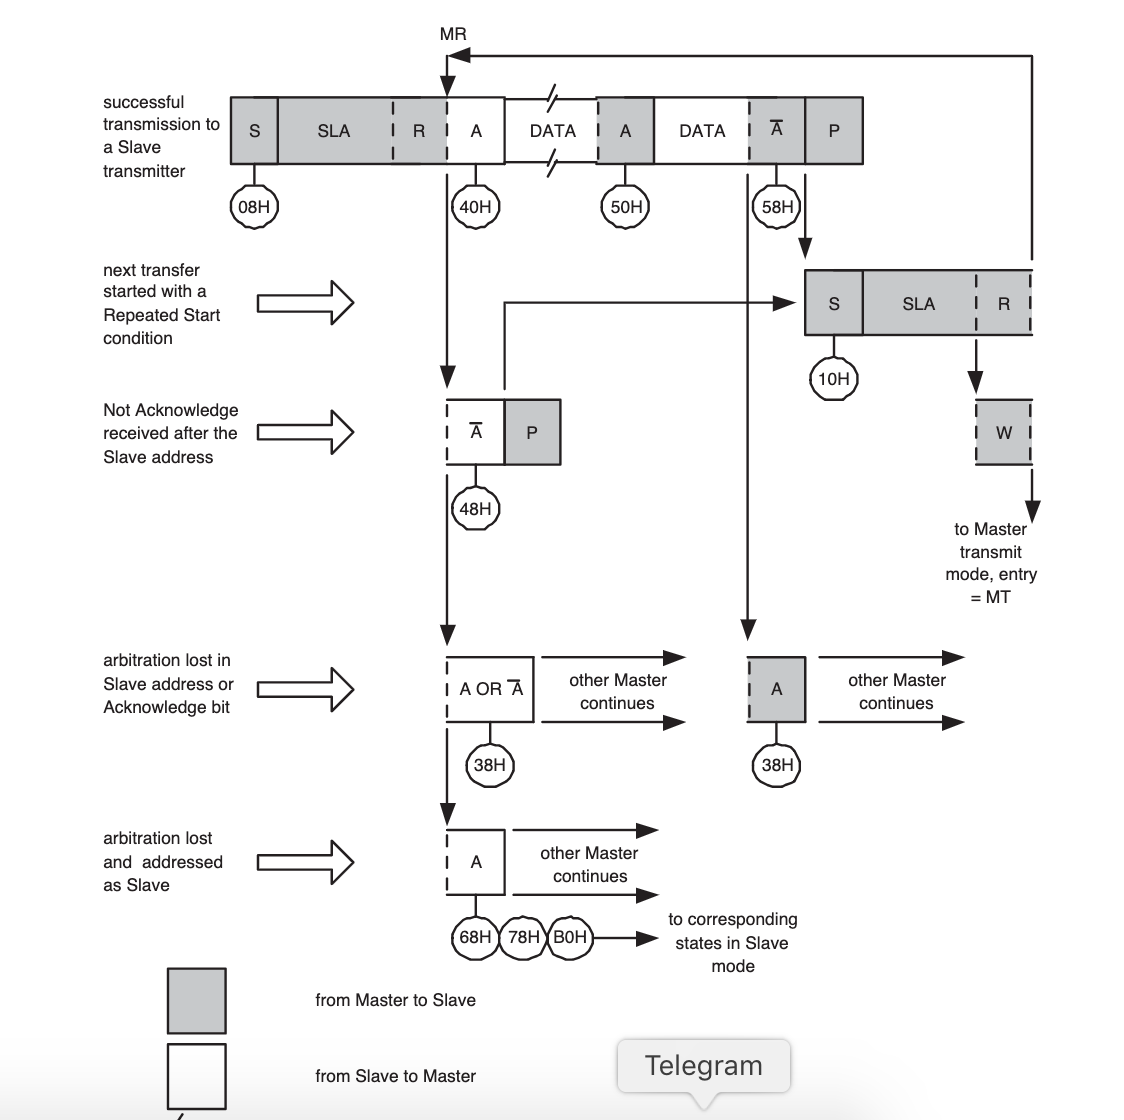 MR
successful
transmission to
a Slave
transmitter
S SLA R A DATA A DATA A̅ P
08H 40H 50H 58H
next transfer
started with a
Repeated Start
condition
S SLA R
10H
Not Acknowledge
received after the
Slave address
A̅ P
W
48H
to Master
transmit
mode, entry
= MT
arbitration lost in
Slave address or
Acknowledge bit
A OR A̅
other Master
continues
A
other Master
continues
38H 38H
arbitration lost
and addressed
as Slave
A
other Master
continues
68H 78H B0H
to corresponding
states in Slave
mode
from Master to Slave
from Slave to Master
Telegram